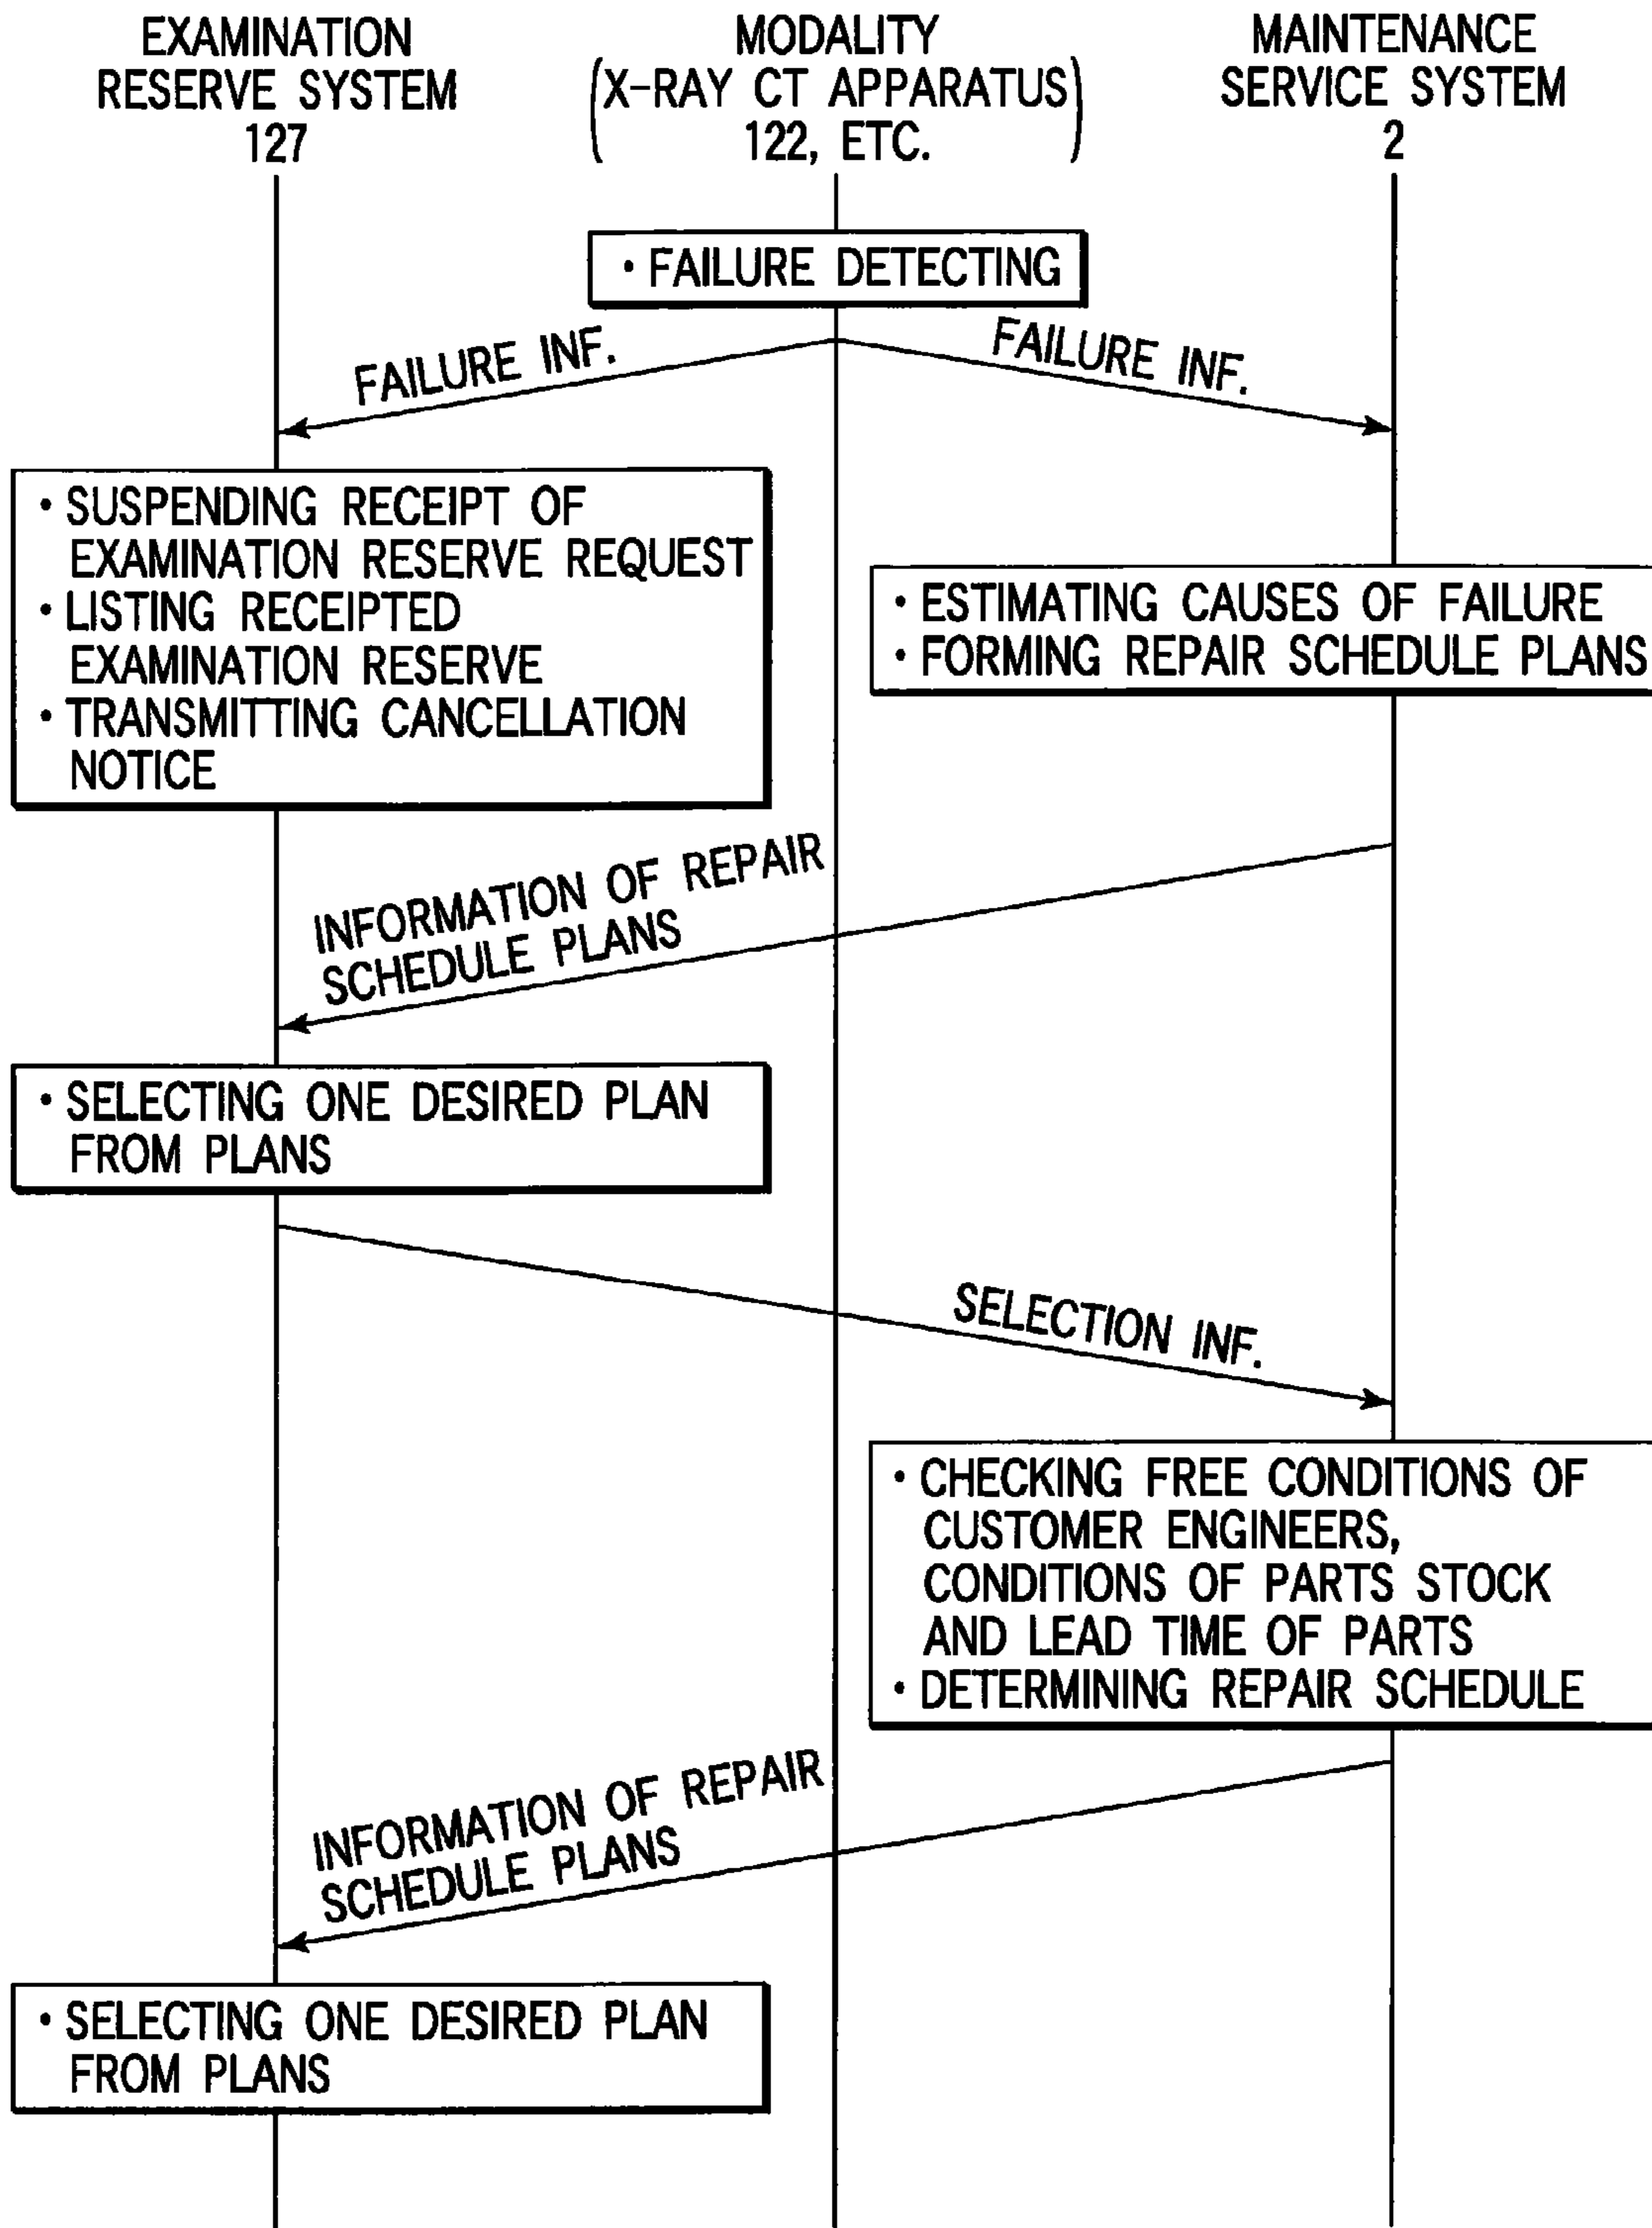 EXAMINATION
RESERVE SYSTEM
127
MODALITY
(X-RAY CT APPARATUS)
122, ETC.
MAINTENANCE
SERVICE SYSTEM
2
• FAILURE DETECTING
FAILURE INF.
FAILURE INF.
• SUSPENDING RECEIPT OF
EXAMINATION RESERVE REQUEST
• LISTING RECEIPTED
EXAMINATION RESERVE
• TRANSMITTING CANCELLATION
NOTICE
• ESTIMATING CAUSES OF FAILURE
• FORMING REPAIR SCHEDULE PLANS
INFORMATION OF REPAIR
SCHEDULE PLANS
• SELECTING ONE DESIRED PLAN
FROM PLANS
SELECTION INF.
• CHECKING FREE CONDITIONS OF
CUSTOMER ENGINEERS,
CONDITIONS OF PARTS STOCK
AND LEAD TIME OF PARTS
• DETERMINING REPAIR SCHEDULE
INFORMATION OF REPAIR
SCHEDULE PLANS
• SELECTING ONE DESIRED PLAN
FROM PLANS